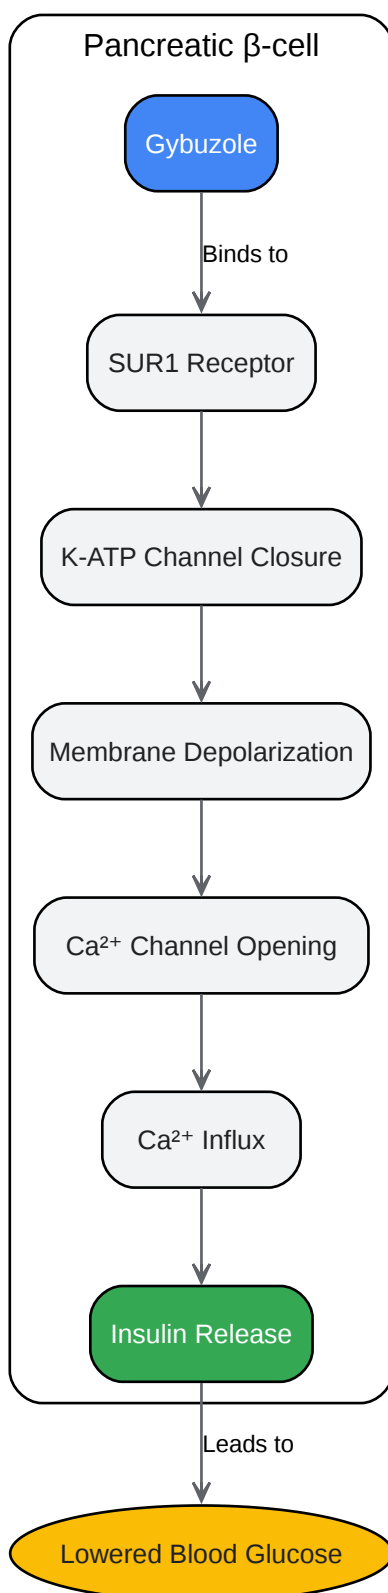 Pancreatic β-cell
Gybuzole
Binds to
SUR1 Receptor
K-ATP Channel Closure
Membrane Depolarization
Ca²⁺ Channel Opening
Ca²⁺ Influx
Insulin Release
Leads to
Lowered Blood Glucose